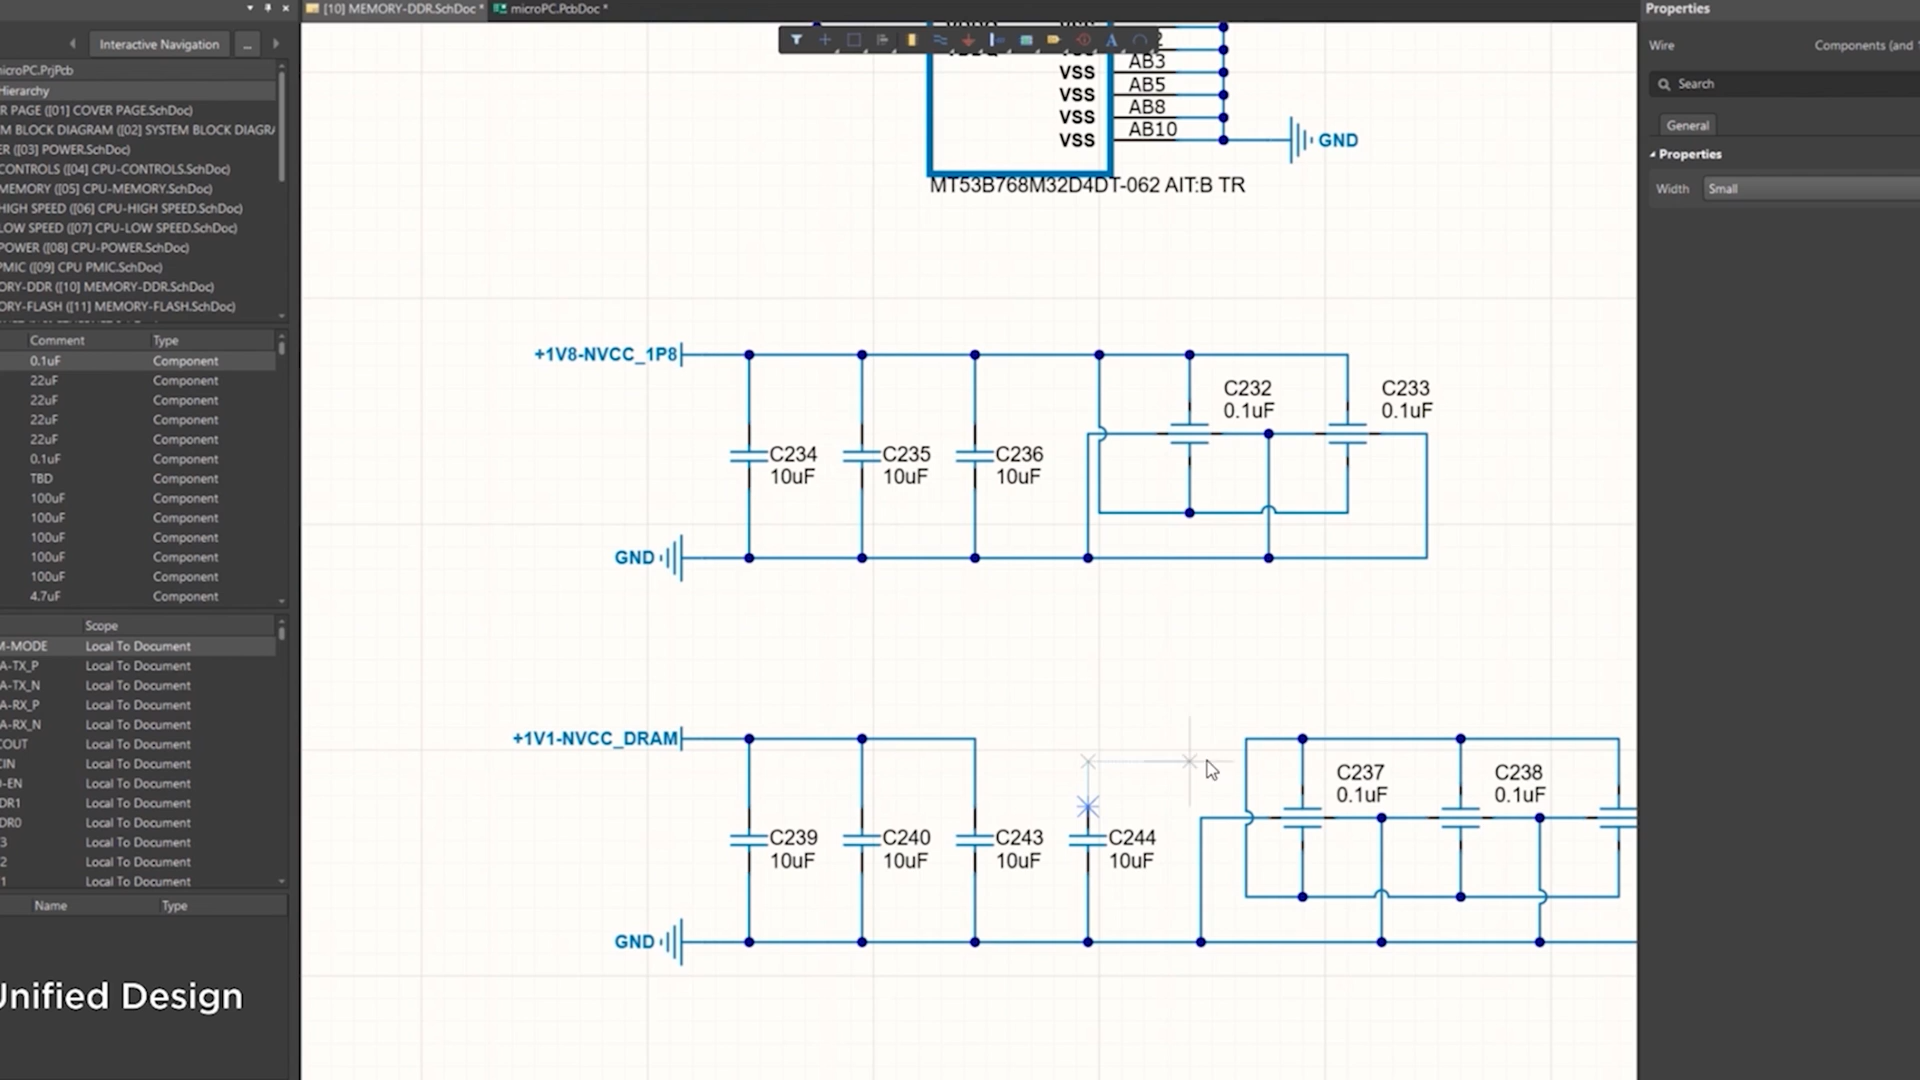 [10] MEMORY-DDR.SchDoc *
microPC.PcbDoc *
Properties
Interactive Navigation
...
Wire
Components (and
Search
General
Properties
Width
Small
icroPC.PrjPcb
Hierarchy
R PAGE ([01] COVER PAGE.SchDoc)
M BLOCK DIAGRAM ([02] SYSTEM BLOCK DIAGRA
ER ([03] POWER.SchDoc)
CONTROLS ([04] CPU-CONTROLS.SchDoc)
MEMORY ([05] CPU-MEMORY.SchDoc)
HIGH SPEED ([06] CPU-HIGH SPEED.SchDoc)
LOW SPEED ([07] CPU-LOW SPEED.SchDoc)
POWER ([08] CPU-POWER.SchDoc)
PMIC ([09] CPU PMIC.SchDoc)
ORY-DDR ([10] MEMORY-DDR.SchDoc)
ORY-FLASH ([11] MEMORY-FLASH.SchDoc)
Comment Type
0.1uF Component
22uF Component
22uF Component
22uF Component
22uF Component
0.1uF Component
TBD Component
100uF Component
100uF Component
100uF Component
100uF Component
100uF Component
4.7uF Component
Scope
M-MODE Local To Document
A-TX_P Local To Document
A-TX_N Local To Document
A-RX_P Local To Document
A-RX_N Local To Document
COUT Local To Document
CIN Local To Document
D-EN Local To Document
DR1 Local To Document
DR0 Local To Document
3 Local To Document
2 Local To Document
1 Local To Document
Name Type
Unified Design
VSS AB3
VSS AB5
VSS AB8
VSS AB10
GND
MT53B768M32D4DT-062 AIT:B TR
+1V8-NVCC_1P8
C232
0.1uF
C233
0.1uF
C234
10uF
C235
10uF
C236
10uF
GND
+1V1-NVCC_DRAM
C237
0.1uF
C238
0.1uF
C239
10uF
C240
10uF
C243
10uF
C244
10uF
GND